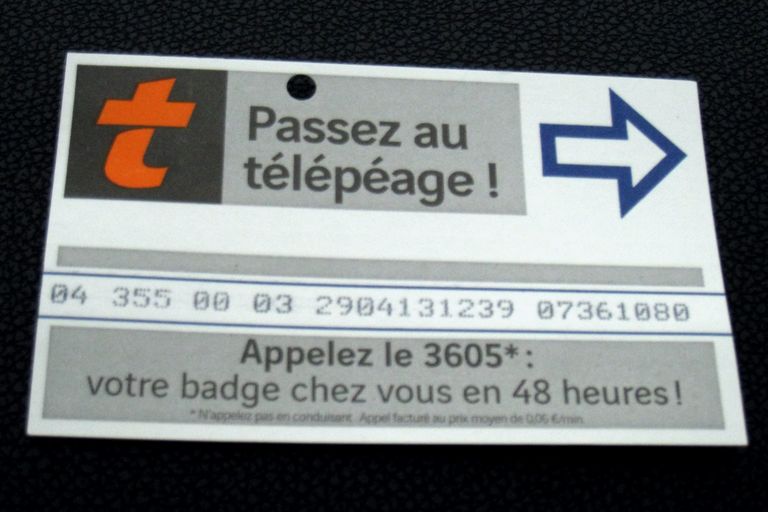 t
Passez au
télépéage !
04 355 00 03 2904131239 07361080
Appelez le 3605* :
votre badge chez vous en 48 heures !
* N'appelez pas en conduisant. Appel facturé au prix moyen de 0,06 €/min.